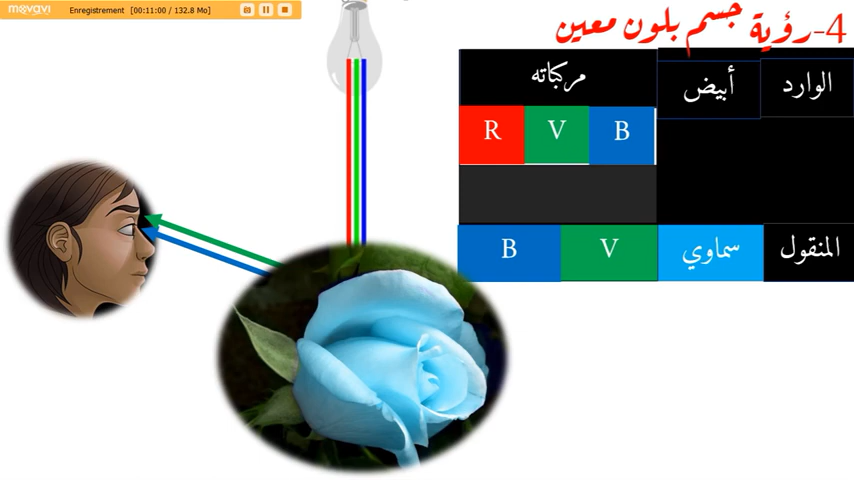 movavi Enregistrement [00:11:00 / 132.8 Mo]
4-رؤية جسم بلون معين
الوارد أبيض مركباته
R V B
المنقول سماوي V B